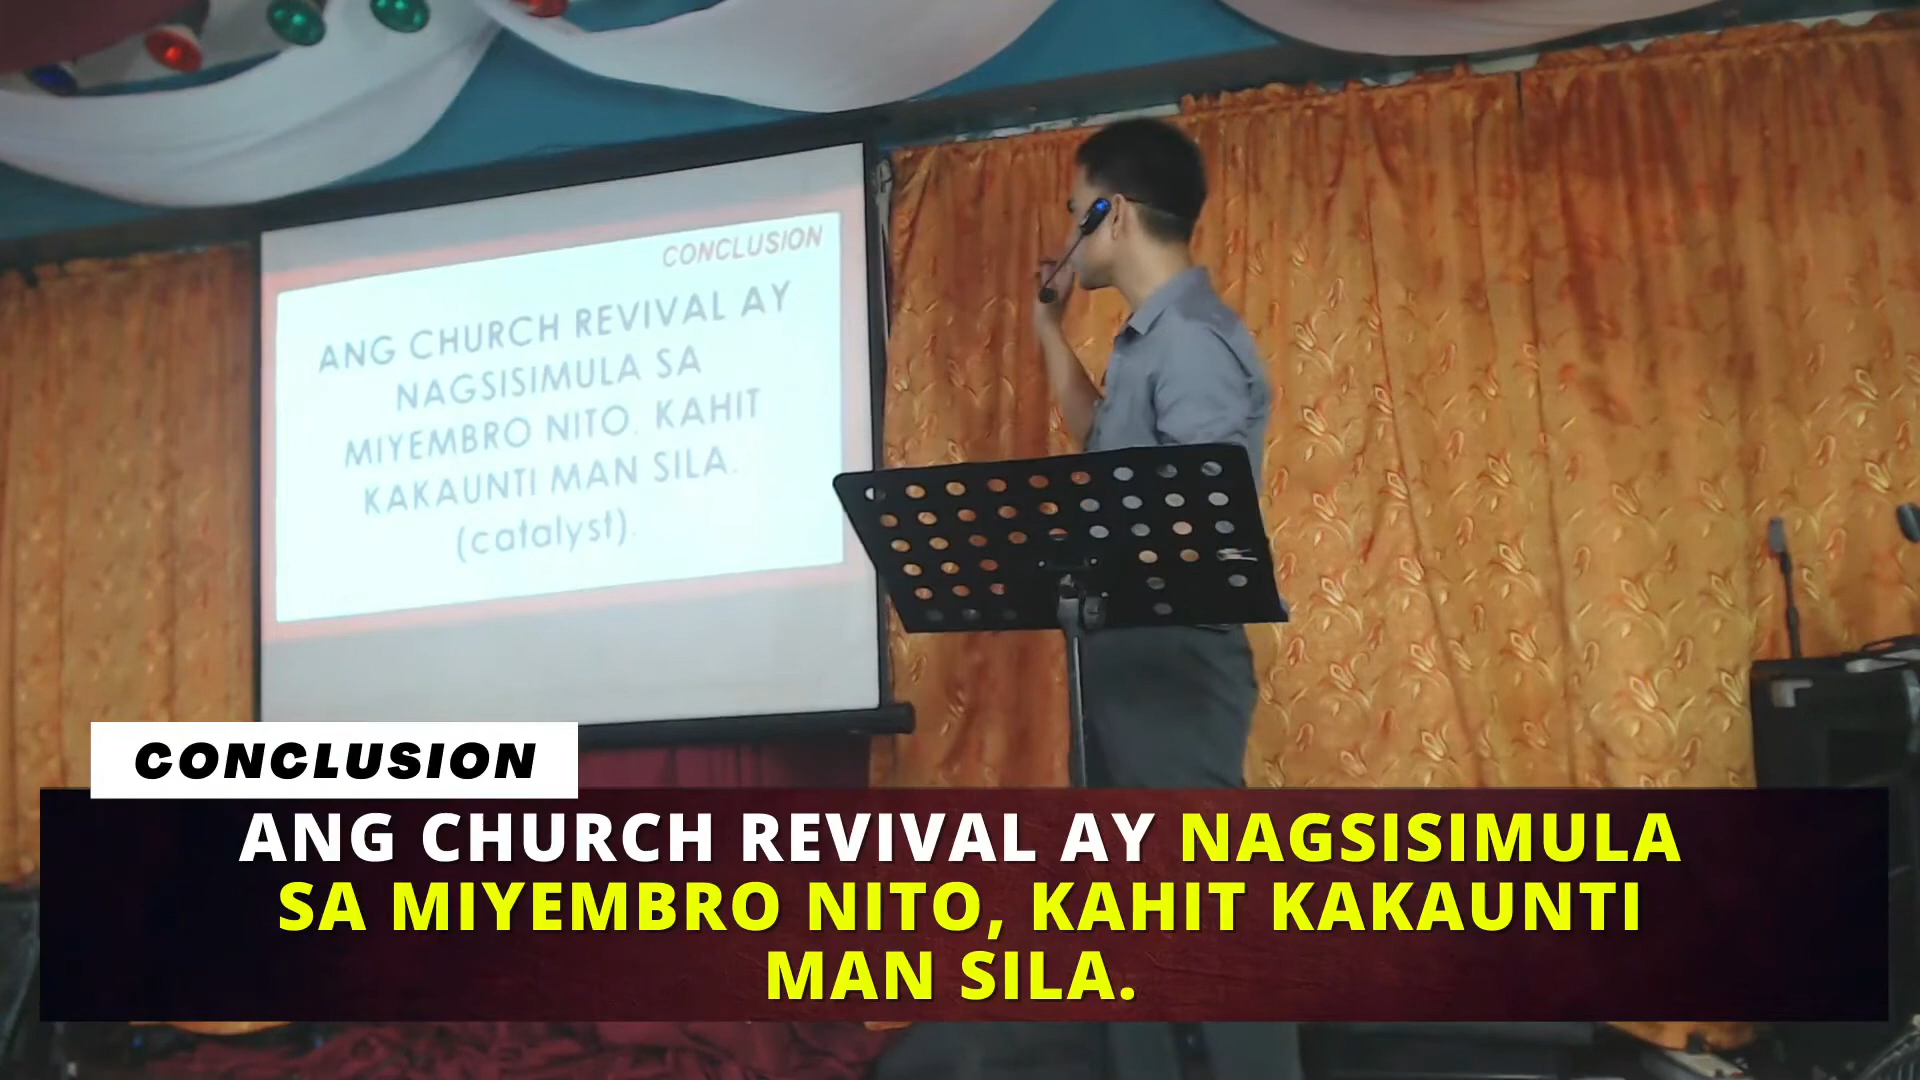 CONCLUSION
ANG CHURCH REVIVAL AY
NAGSISIMULA SA
MIYEMBRO NITO, KAHIT
KAKAUNTI MAN SILA.
(catalyst).
CONCLUSION
ANG CHURCH REVIVAL AY NAGSISIMULA
SA MIYEMBRO NITO, KAHIT KAKAUNTI
MAN SILA.